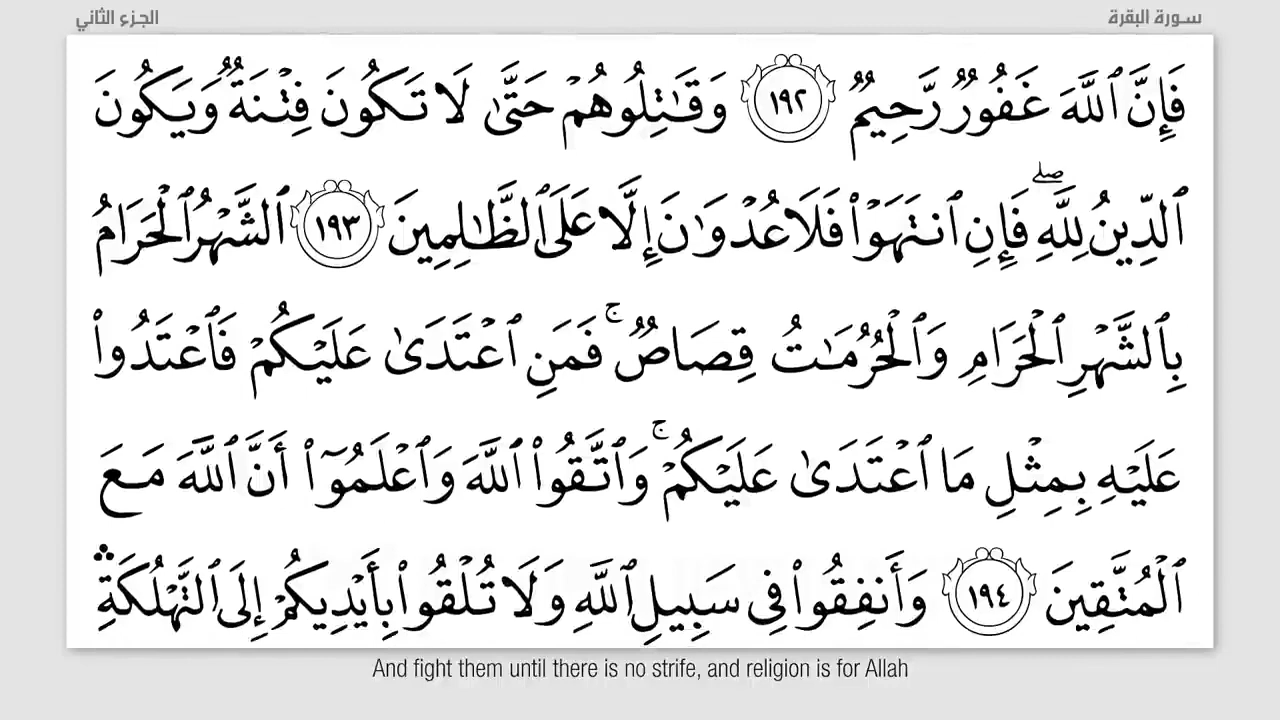 سورة البقرة
الجزء الثاني
فَإِنَّ ٱللَّهَ غَفُورٌ رَّحِيمٌ ١٩٢ وَقَـٰتِلُوهُمْ حَتَّىٰ لَا تَكُونَ فِتْنَةٌ وَيَكُونَ
ٱلدِّينُ لِلَّهِ ۖ فَإِنِ ٱنتَهَوْا۟ فَلَا عُدْوَٰنَ إِلَّا عَلَى ٱلظَّـٰلِمِينَ ١٩٣ ٱلشَّهْرُ ٱلْحَرَامُ
بِٱلشَّهْرِ ٱلْحَرَامِ وَٱلْحُرُمَـٰتُ قِصَاصٌ ۚ فَمَنِ ٱعْتَدَىٰ عَلَيْكُمْ فَٱعْتَدُوا۟
عَلَيْهِ بِمِثْلِ مَا ٱعْتَدَىٰ عَلَيْكُمْ ۚ وَٱتَّقُوا۟ ٱللَّهَ وَٱعْلَمُوٓا۟ أَنَّ ٱللَّهَ مَعَ
ٱلْمُتَّقِينَ ١٩٤ وَأَنفِقُوا۟ فِى سَبِيلِ ٱللَّهِ وَلَا تُلْقُوا۟ بِأَيْدِيكُمْ إِلَى ٱلتَّهْلُكَةِ ۛ
And fight them until there is no strife, and religion is for Allah